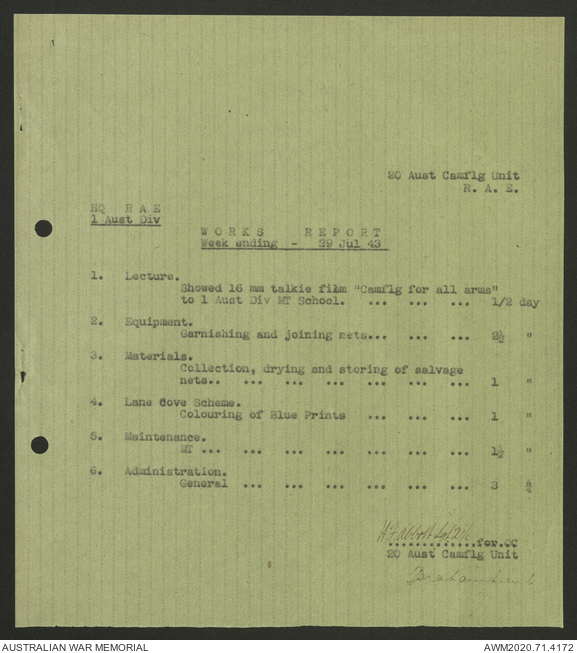 20 Aust Camflg Unit
R. A. E.
HQ R A E
1 Aust Div
W O R K S   R E P O R T
Week ending - 29 Jul 43
1. Lecture.
Showed 16 mm talkie film "Camflg for all arms"
to 1 Aust Div MT School. ... ... ... 1/2 day
2. Equipment.
Garnishing and joining nets... ... ... 2½ "
3. Materials.
Collection, drying and storing of salvage
nets.. ... ... ... ... ... ... 1 "
4. Lane Cove Scheme.
Colouring of Blue Prints ... ... ... 1 "
5. Maintenance.
MT ... ... ... ... ... ... ... 1½ "
6. Administration.
General ... ... ... ... ... ... 3 "
for.OC
20 Aust Camflg Unit
AUSTRALIAN WAR MEMORIAL
AWM2020.71.4172